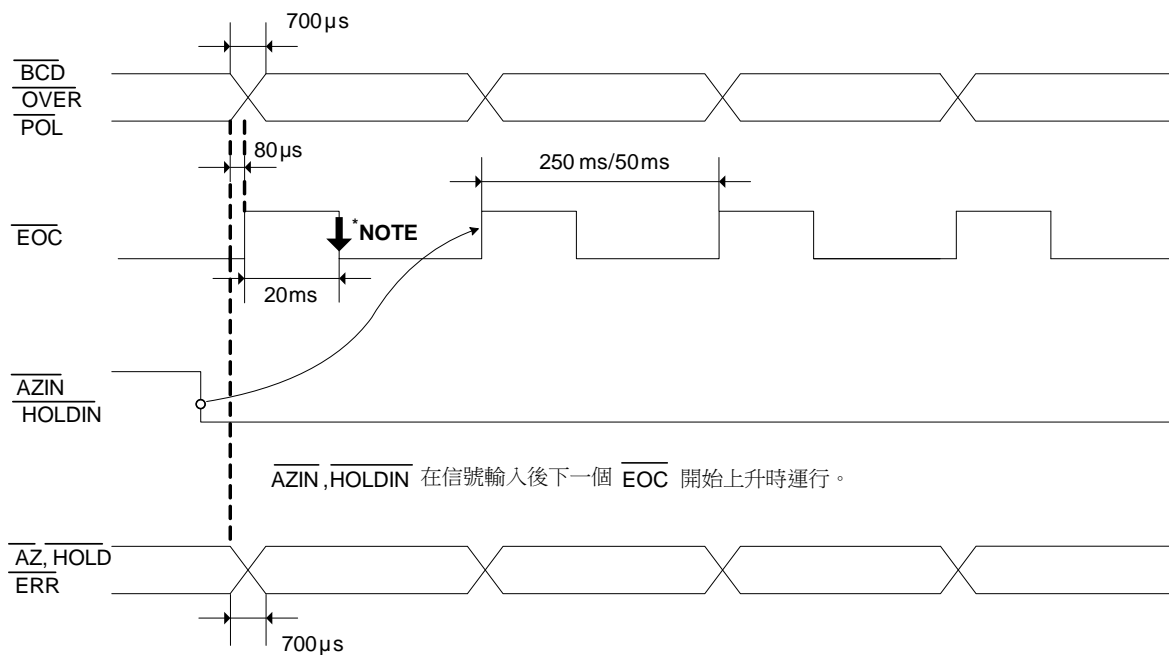 700μs
BCD
OVER
POL
80μs
250 ms/50ms
EOC
*NOTE
20ms
AZIN
HOLDIN
AZIN,HOLDIN 在信號輸入後下一個 EOC 開始上升時運行。
AZ,HOLD
ERR
700μs